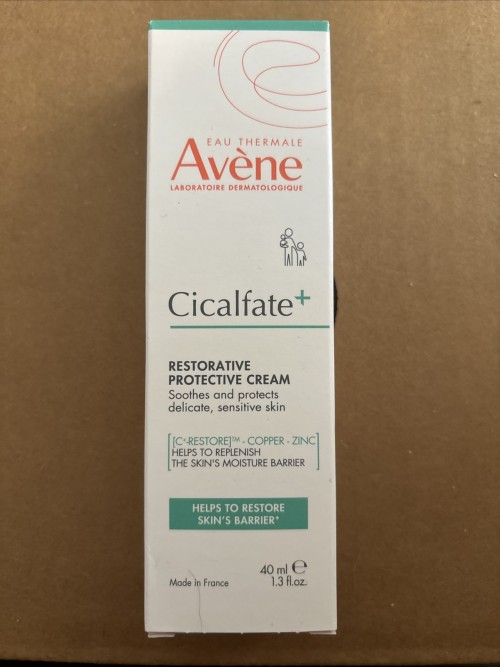 EAU THERMALE
Avène
LABORATOIRE DERMATOLOGIQUE
Cicalfate+
RESTORATIVE
PROTECTIVE CREAM
Soothes and protects
delicate, sensitive skin
[C+-RESTORE]™ - COPPER - ZINC
HELPS TO REPLENISH
THE SKIN'S MOISTURE BARRIER
HELPS TO RESTORE
SKIN'S BARRIER*
40 ml ℮
Made in France 1.3 fl.oz.